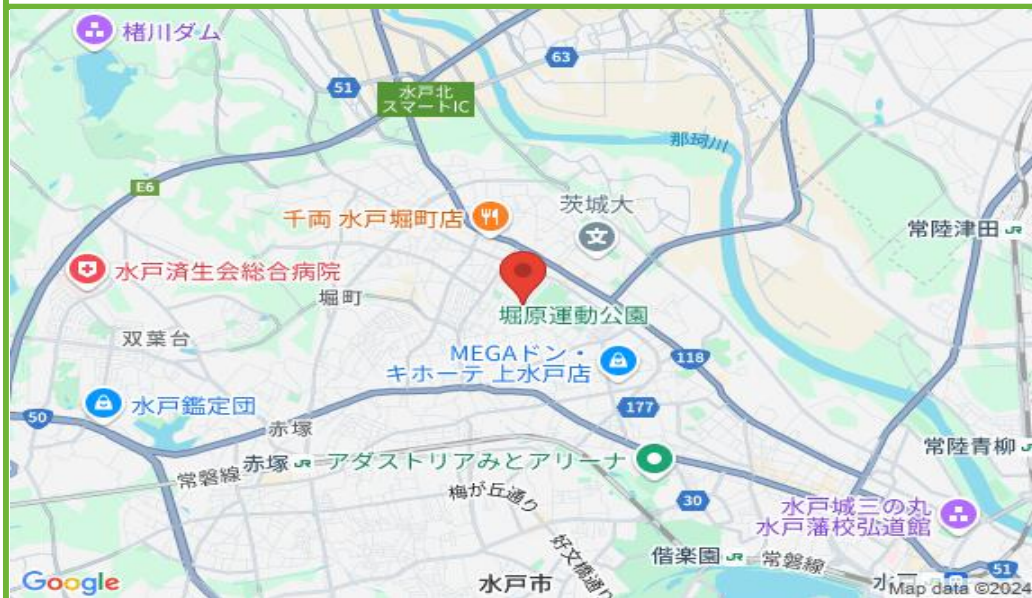 楮川ダム
63
51
水戸北
スマートIC
那珂川
E6
千両 水戸堀町店
茨城大
文
常陸津田 JR
水戸済生会総合病院
堀町
堀原運動公園
双葉台
MEGAドン・
キホーテ 上水戸店
118
水戸鑑定団
177
50
赤塚
常陸青柳
赤塚 JR
アダストリアみとアリーナ
常磐線
梅が丘通り
30
水戸城三の丸
水戸藩校弘道館
好文橋通り
偕楽園 JR
常磐線
51
Google
水戸市
水戸
Map data ©2024